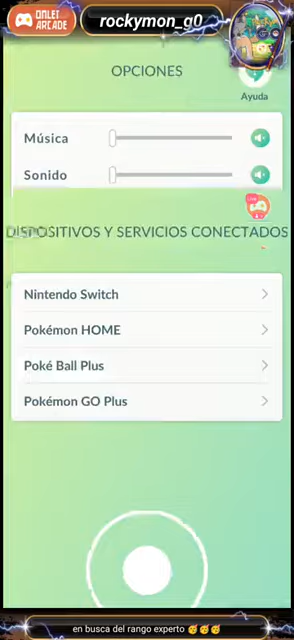 OMLET
ARCADE
rockymon_g0
OPCIONES
Ayuda
Música
Sonido
DISPOSITIVOS Y SERVICIOS CONECTADOS
Nintendo Switch
Pokémon HOME
Poké Ball Plus
Pokémon GO Plus
en busca del rango experto 🥳🥳🥳